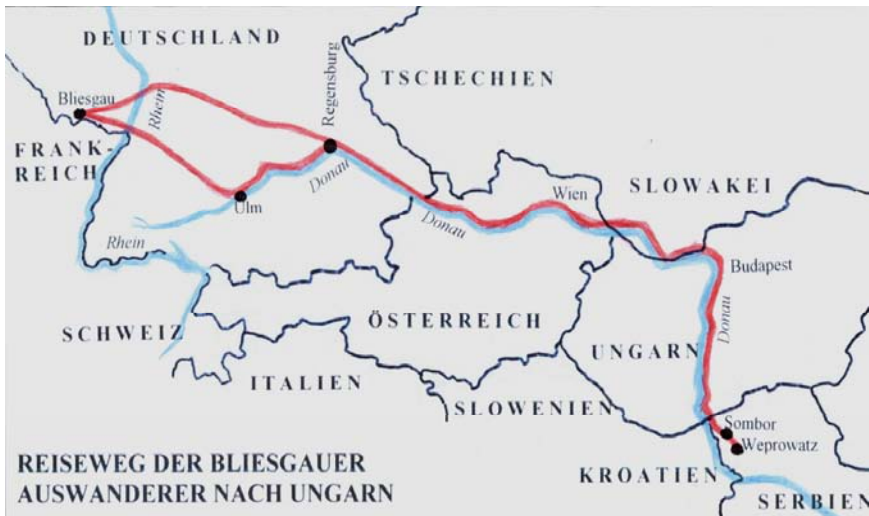 DEUTSCHLAND
TSCHECHIEN
Regensburg
Bliesgau
Rhein
FRANK-
REICH
Donau
Ulm
Wien
SLOWAKEI
Donau
Rhein
Budapest
Donau
SCHWEIZ
ÖSTERREICH
UNGARN
ITALIEN
SLOWENIEN
Sombor
Weprowatz
REISEWEG DER BLIESGAUER
AUSWANDERER NACH UNGARN
KROATIEN
SERBIEN